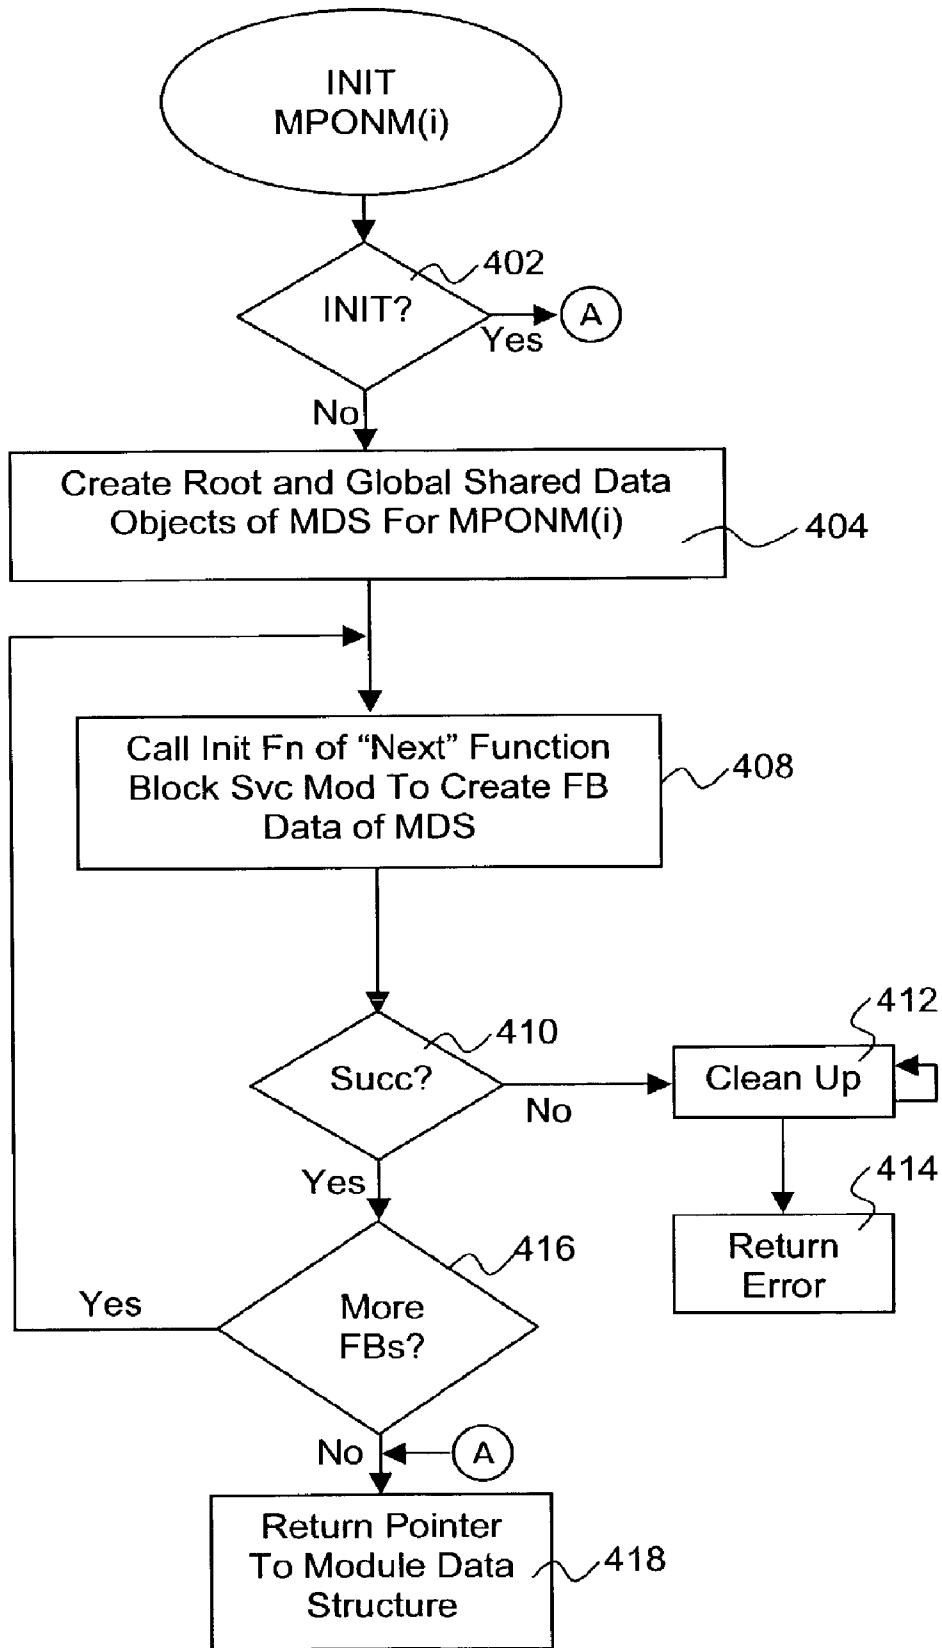 INIT
MPONM(i)
402
INIT?
A
Yes
No
Create Root and Global Shared Data
Objects of MDS For MPONM(i)
404
Call Init Fn of “Next” Function
Block Svc Mod To Create FB
Data of MDS
408
412
410
Succ?
Clean Up
No
Yes
414
416
Return
Error
Yes
More
FBs?
No
A
Return Pointer
To Module Data
Structure
418